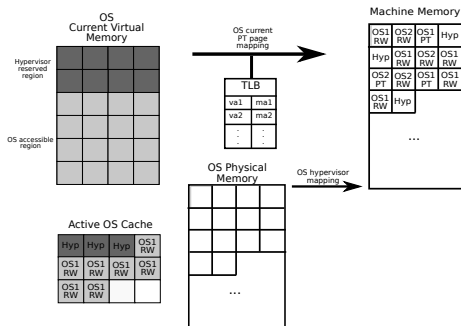 OS
Current Virtual
Memory
Hypervisor
reserved
region
OS accessible
region
OS current
PT page
mapping
TLB
va1 ma1
va2 ma2
. .
. .
. .
Machine Memory
OS1 RW OS2 RW OS1 PT Hyp
Hyp OS1 RW OS2 RW OS1 RW
OS2 PT OS2 RW OS1 PT OS1 RW
OS1 RW Hyp
...
OS Physical
Memory
...
OS hypervisor
mapping
Active OS Cache
Hyp Hyp Hyp OS1 RW
OS1 RW OS1 RW OS1 RW OS1 RW
OS1 RW OS1 RW